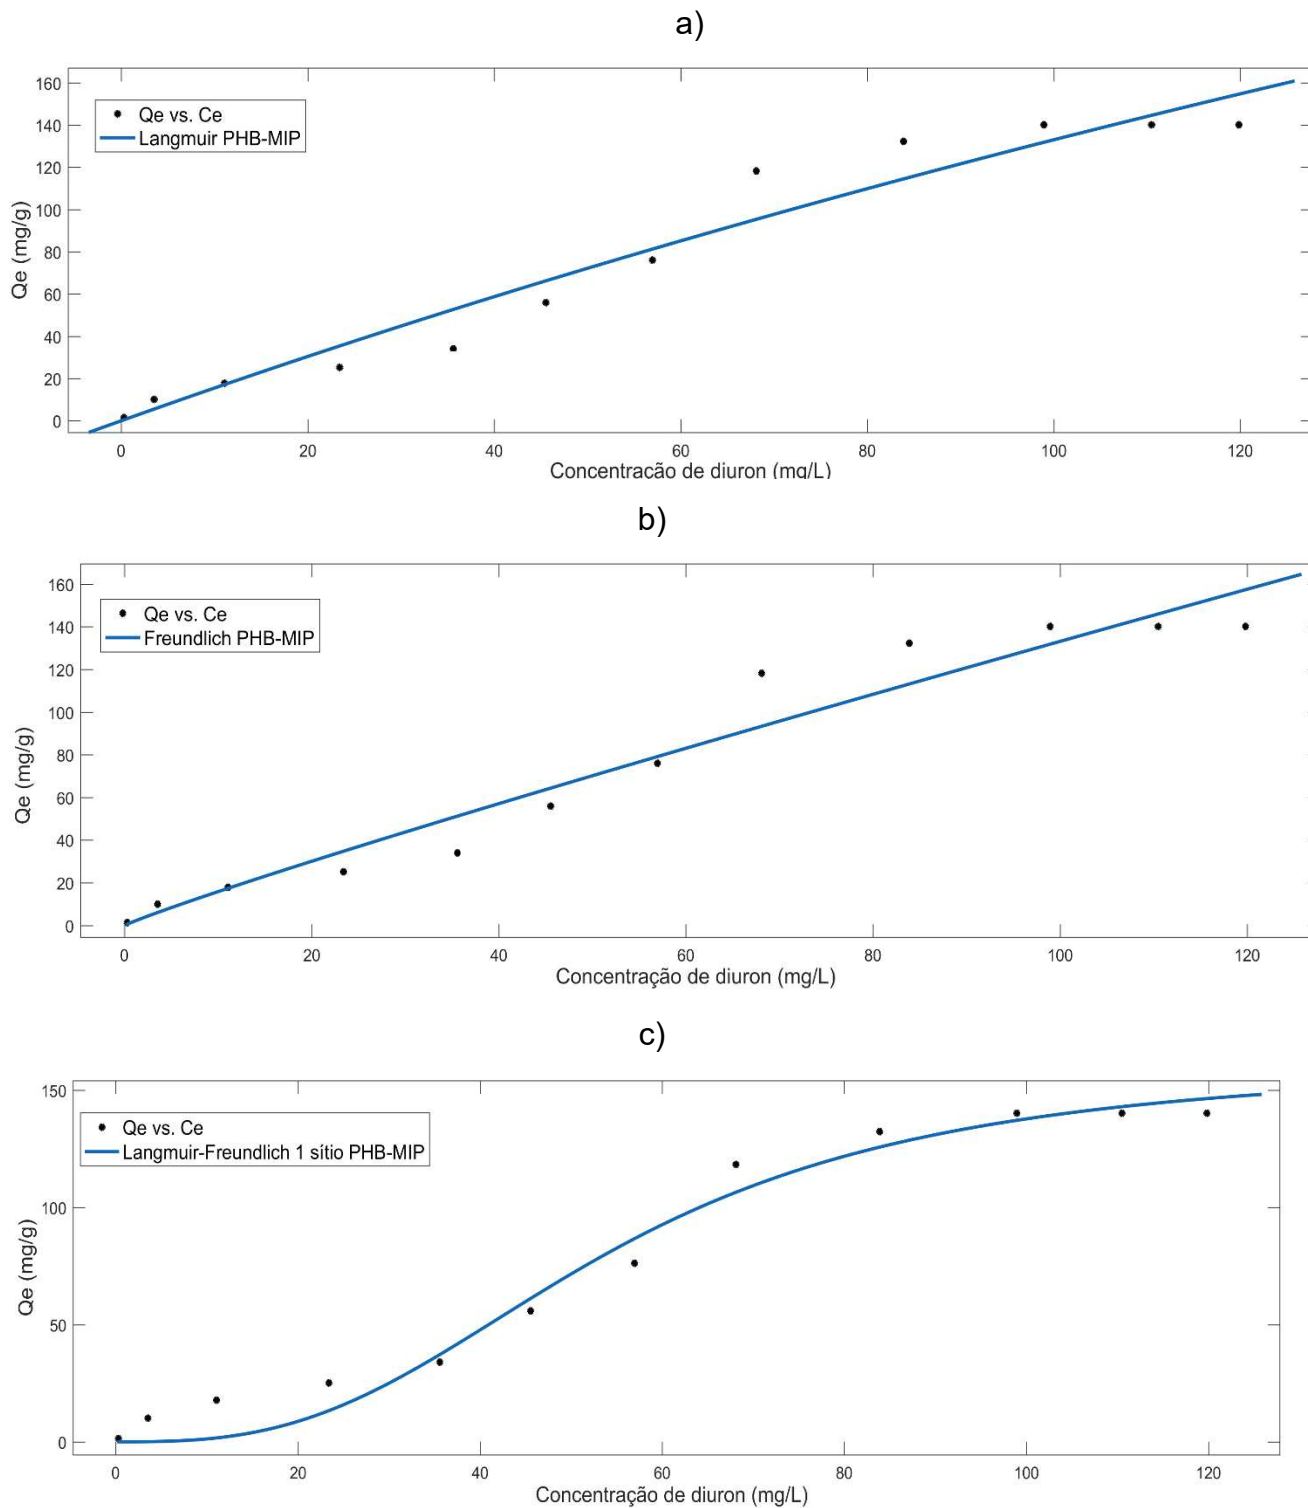 a)
160
140
120
100
80
60
40
20
0
Qe (mg/g)
Qe vs. Ce
Langmuir PHB-MIP
0 20 40 60 80 100 120
Concentração de diuron (mg/L)
b)
160
140
120
100
80
60
40
20
0
Qe (mg/g)
Qe vs. Ce
Freundlich PHB-MIP
0 20 40 60 80 100 120
Concentração de diuron (mg/L)
c)
150
100
50
0
Qe (mg/g)
Qe vs. Ce
Langmuir-Freundlich 1 sítio PHB-MIP
0 20 40 60 80 100 120
Concentração de diuron (mg/L)